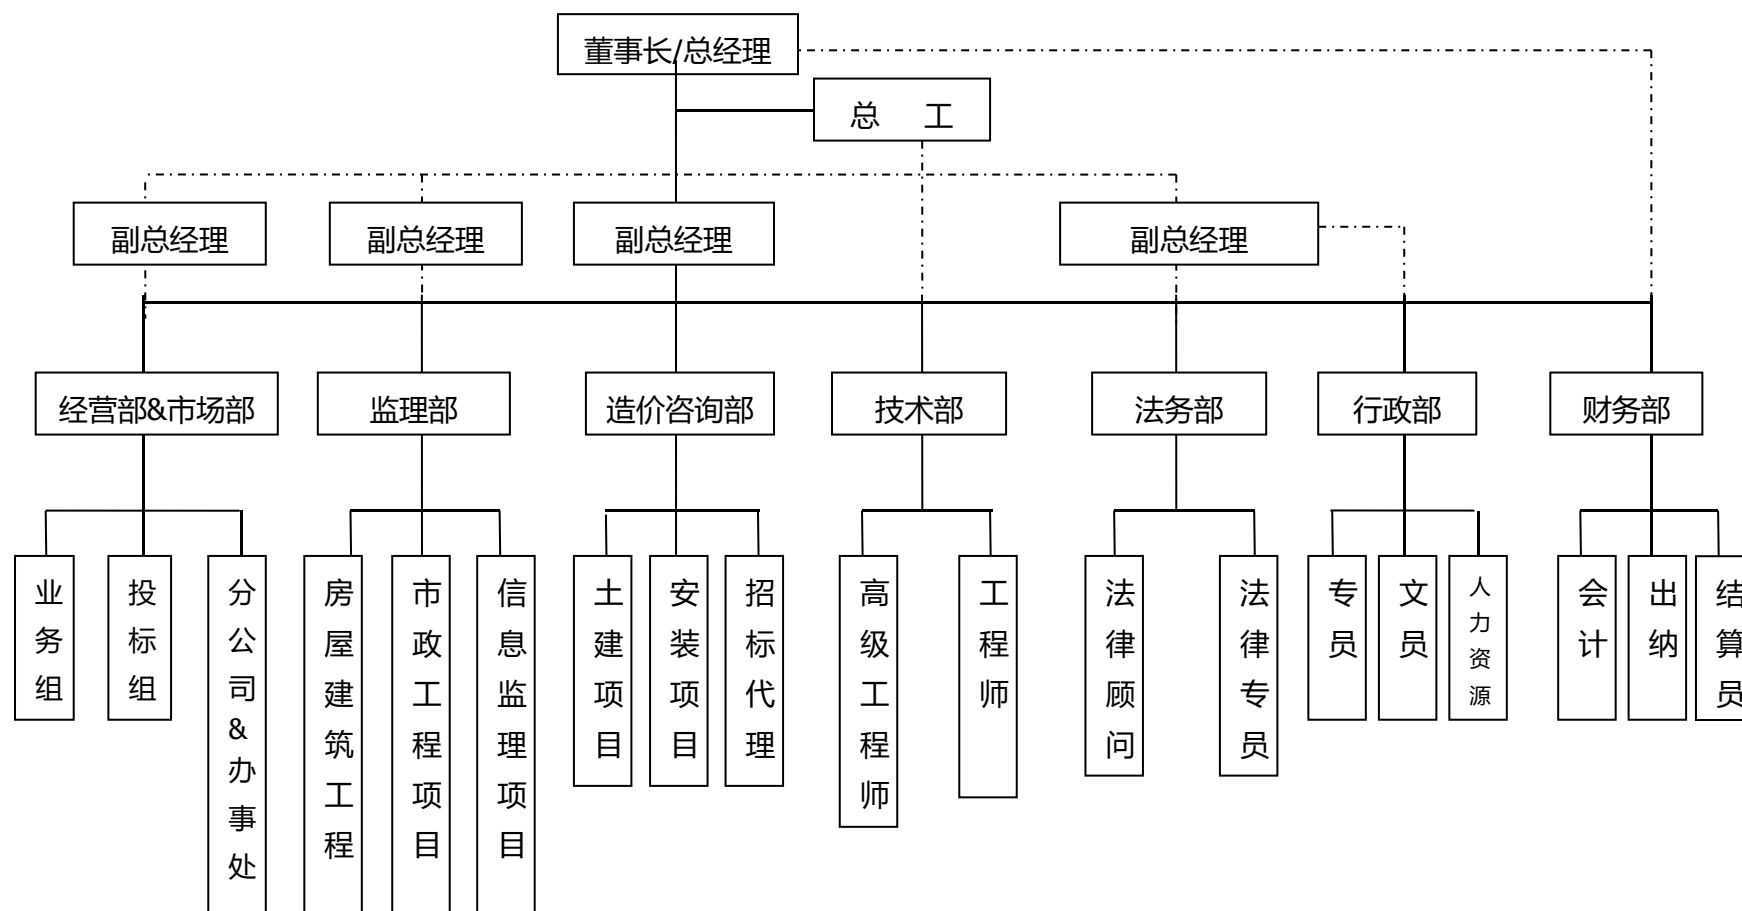 董事长/总经理
总 工
副总经理
副总经理
副总经理
副总经理
经营部&市场部
监理部
造价咨询部
技术部
法务部
行政部
财务部
业务组
投标组
分公司&办事处
房屋建筑工程
市政工程项目
信息监理项目
土建项目
安装项目
招标代理
高级工程师
工程师
法律顾问
法律专员
专员
文员
人力资源
会计
出纳
结算员